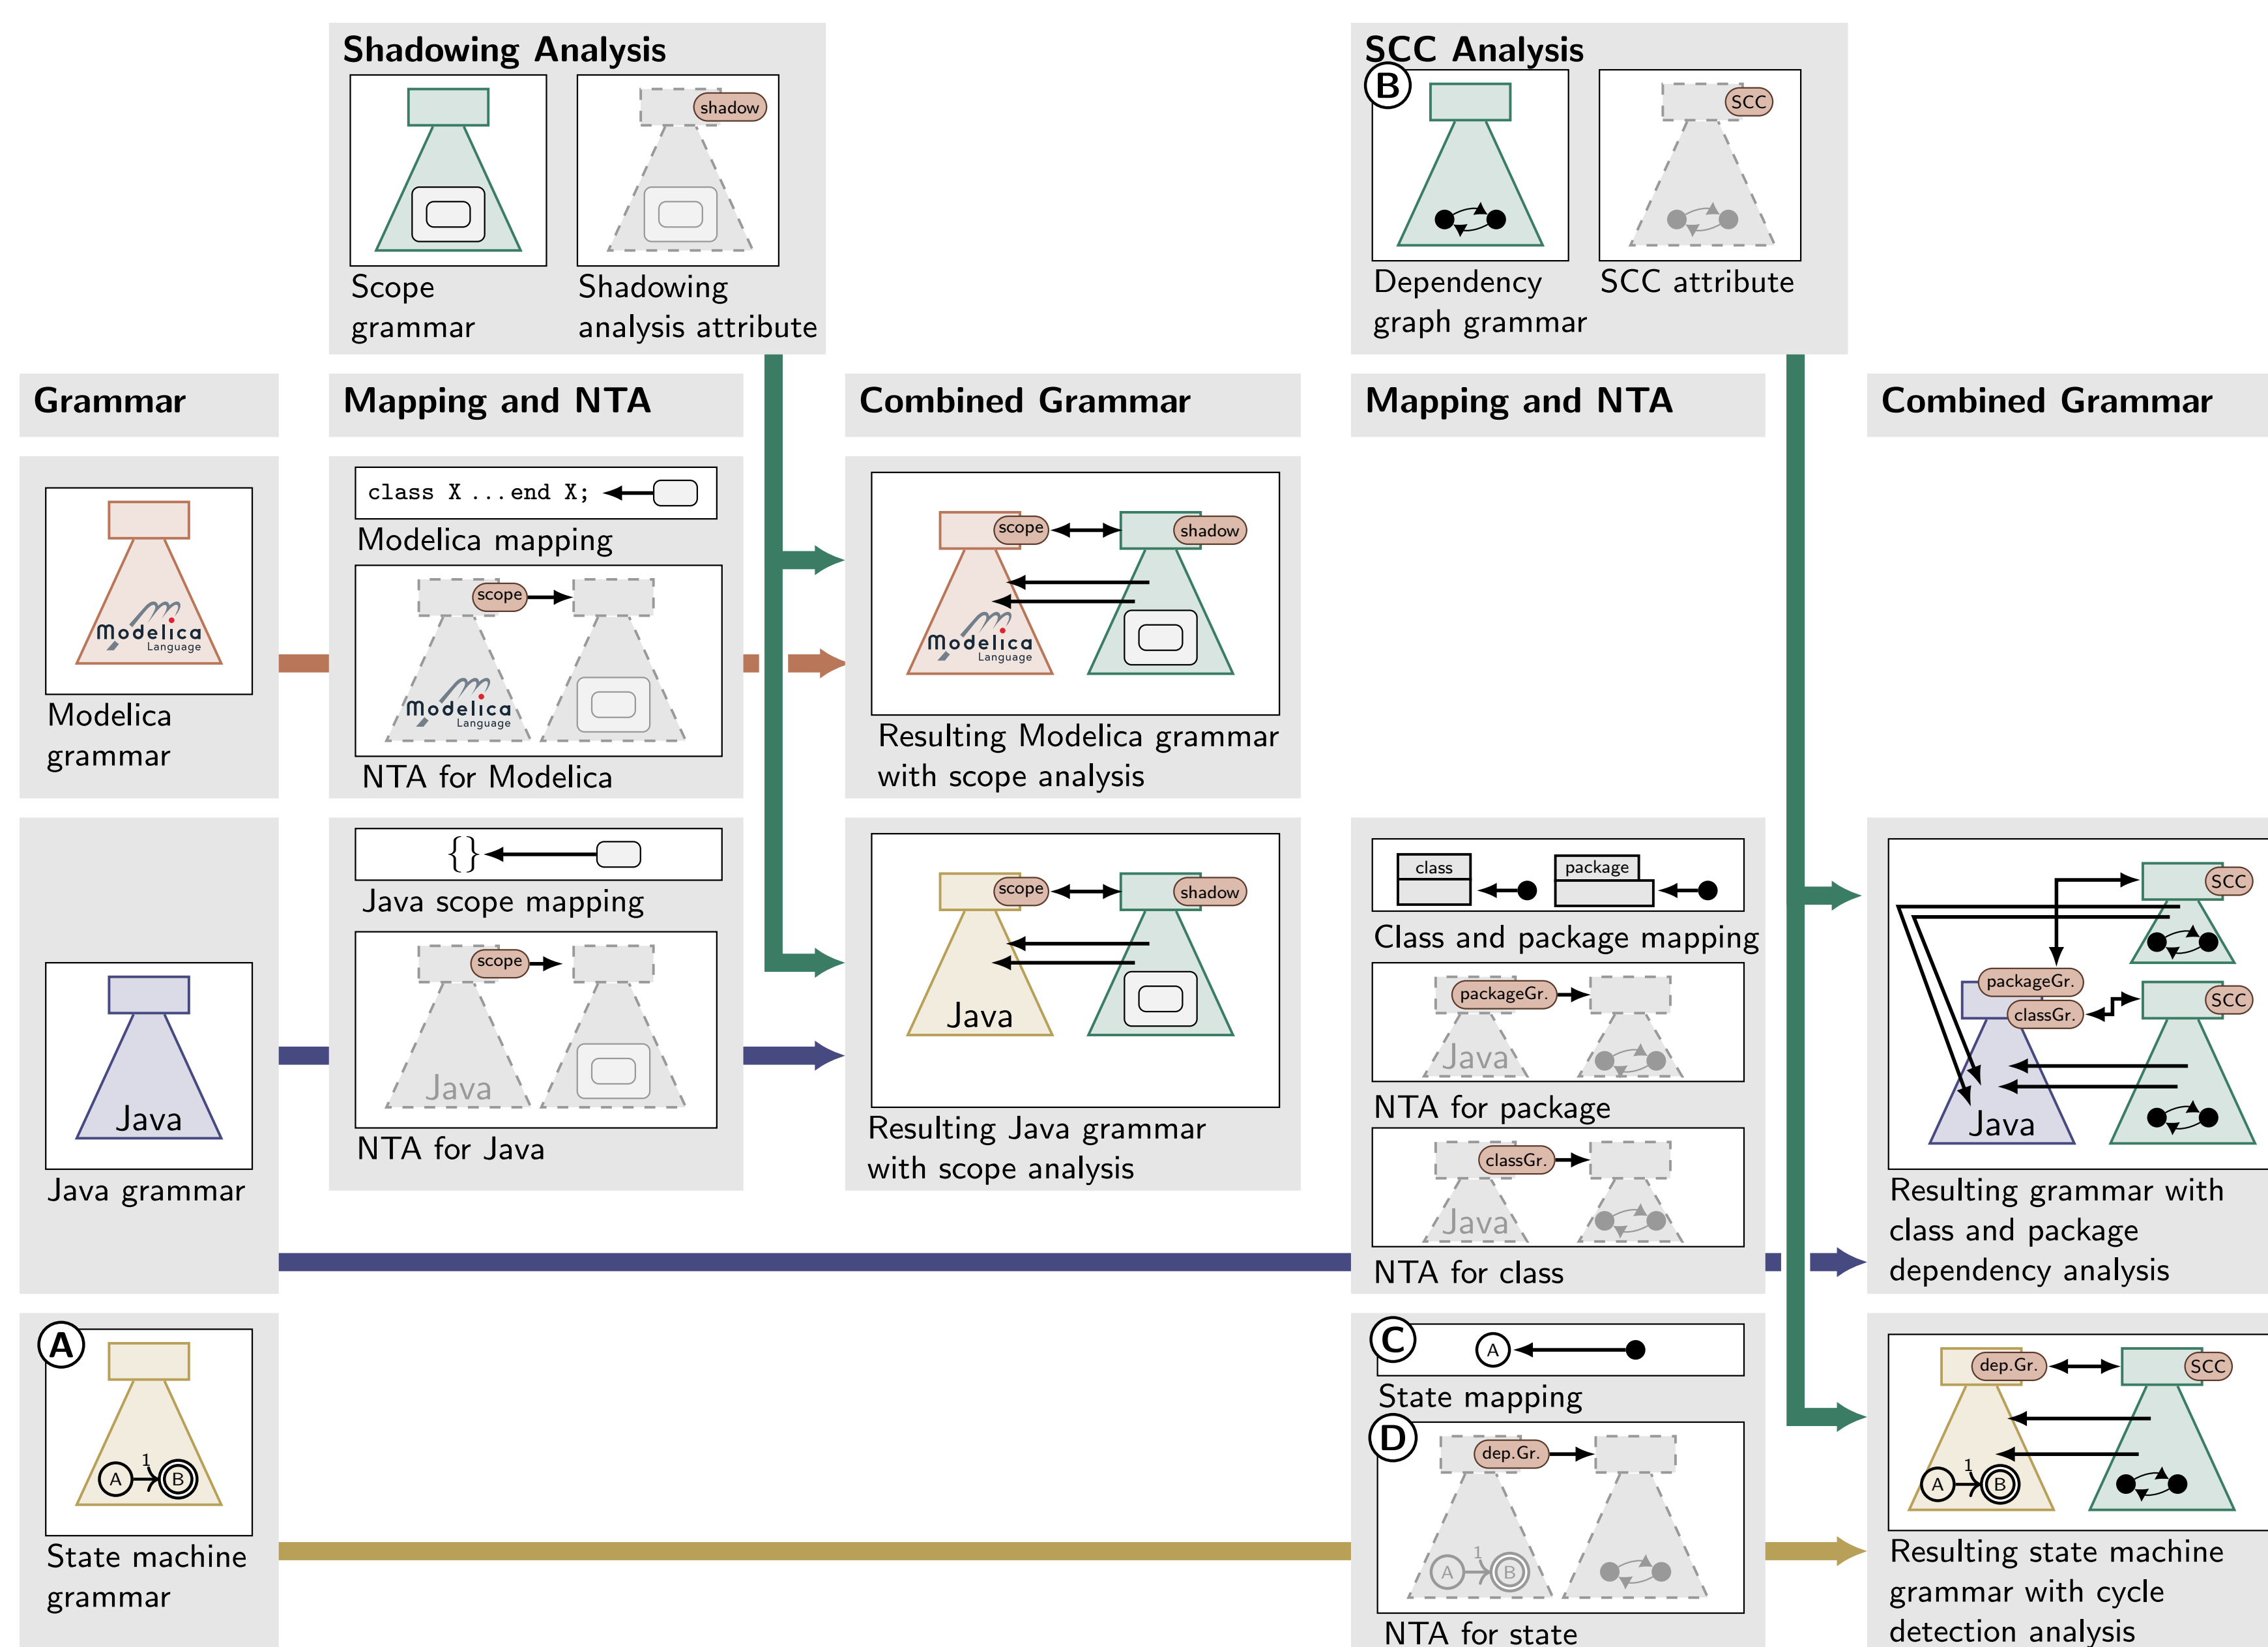 Shadowing Analysis
shadow
Scope
grammar
Shadowing
analysis attribute
SCC Analysis
B
SCC
Dependency
graph grammar
SCC attribute
Grammar
Mapping and NTA
Combined Grammar
Mapping and NTA
Combined Grammar
Modelica
Language
Modelica
grammar
class X ...end X;
Modelica mapping
scope
Modelica
Language
NTA for Modelica
scope
shadow
Modelica
Language
Resulting Modelica grammar
with scope analysis
Java
Java grammar
{}
Java scope mapping
scope
Java
NTA for Java
scope
shadow
Java
Resulting Java grammar
with scope analysis
class
package
Class and package mapping
packageGr.
Java
NTA for package
classGr.
Java
NTA for class
SCC
packageGr.
SCC
classGr.
Java
Resulting grammar with
class and package
dependency analysis
A
A 1 B
State machine
grammar
C
A
State mapping
D
dep.Gr.
A 1 B
NTA for state
dep.Gr.
SCC
A 1 B
Resulting state machine
grammar with cycle
detection analysis